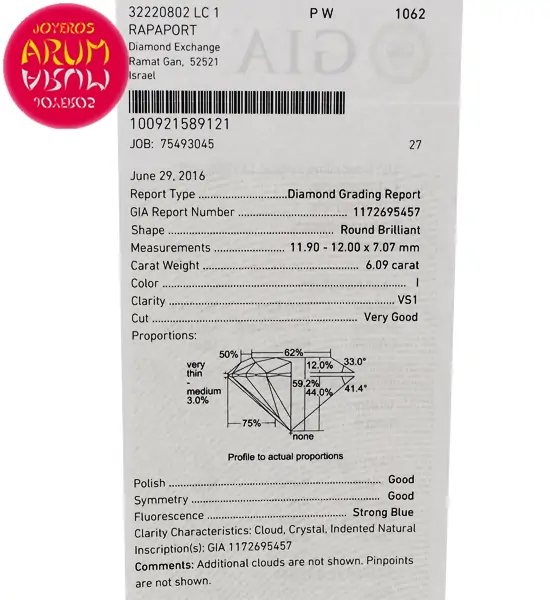 JOYEROS
ARUM
ARUM
JOYEROS
GIA
32220802 LC 1 P W 1062
RAPAPORT
Diamond Exchange
Ramat Gan, 52521
Israel
100921589121
JOB: 75493045 27
June 29, 2016
Report Type ........................ Diamond Grading Report
GIA Report Number ........................ 1172695457
Shape ........................ Round Brilliant
Measurements ........................ 11.90 - 12.00 x 7.07 mm
Carat Weight ........................ 6.09 carat
Color ........................ I
Clarity ........................ VS1
Cut ........................ Very Good
Proportions:
50% 62%
very
thin
-
medium
3.0%
12.0% 33.0°
59.2%
44.0% 41.4°
75%
none
Profile to actual proportions
Polish ........................ Good
Symmetry ........................ Good
Fluorescence ........................ Strong Blue
Clarity Characteristics: Cloud, Crystal, Indented Natural
Inscription(s): GIA 1172695457
Comments: Additional clouds are not shown. Pinpoints
are not shown.